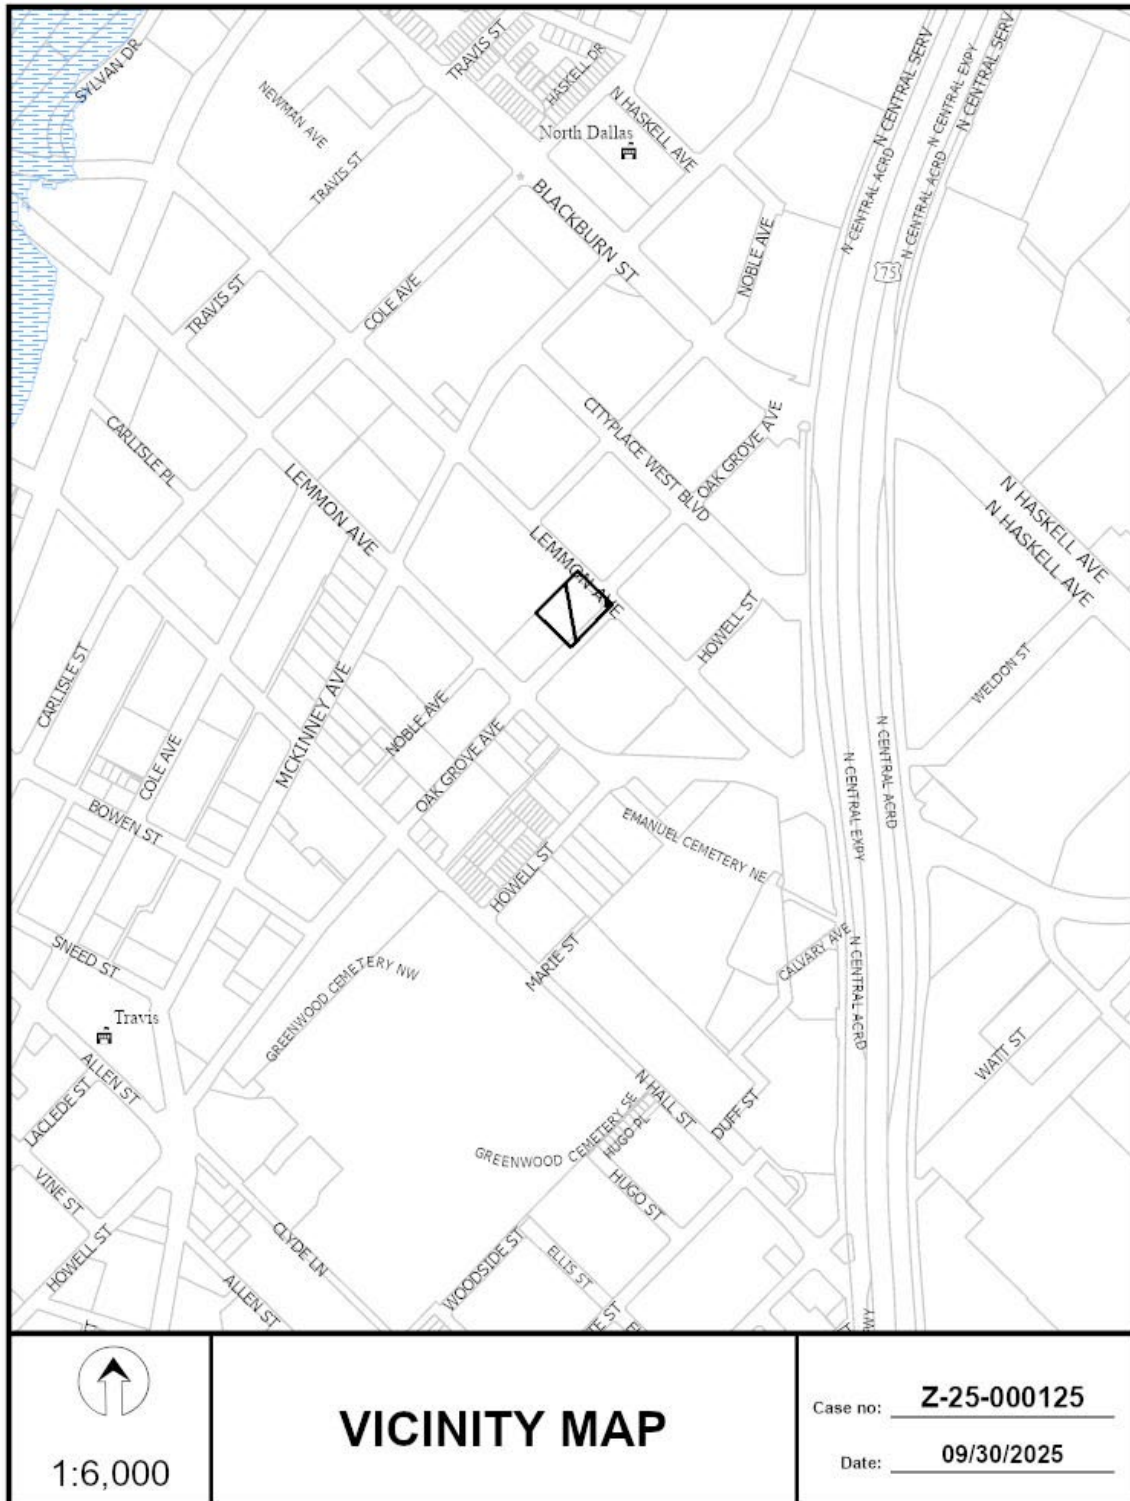 SYLVAN DR
TRAVIS ST
HASKELL DR
N HASKELL AVE
NEWMAN AVE
North Dallas
TRAVIS ST
BLACKBURN ST
N CENTRAL SERV
N CENTRAL EXPY
N CENTRAL SERV
N CENTRAL ACRD
N CENTRAL ACRD
NOBLE AVE
75
TRAVIS ST
COLE AVE
CITYPLACE WEST BLVD
OAK GROVE AVE
CARLISLE PL
LEMMON AVE
LEMMON AVE
N HASKELL AVE
N HASKELL AVE
HOWELL ST
WELDON ST
CARLISLE ST
MCKINNEY AVE
NOBLE AVE
COLE AVE
OAK GROVE AVE
N CENTRAL ACRD
N CENTRAL EXPY
BOWEN ST
EMANUEL CEMETERY NE
HOWELL ST
SNEED ST
GREENWOOD CEMETERY NW
MARIE ST
CALVARY AVE
N CENTRAL ACRD
Travis
ALLEN ST
LACLEDE ST
N HALL ST
DUFF ST
WATT ST
GREENWOOD CEMETERY SE
HUGO PL
HUGO ST
VINE ST
HOWELL ST
CLYDE LN
ALLEN ST
WOODSIDE ST
ELLIS ST
TE ST
1:6,000
VICINITY MAP
Case no: Z-25-000125
Date: 09/30/2025